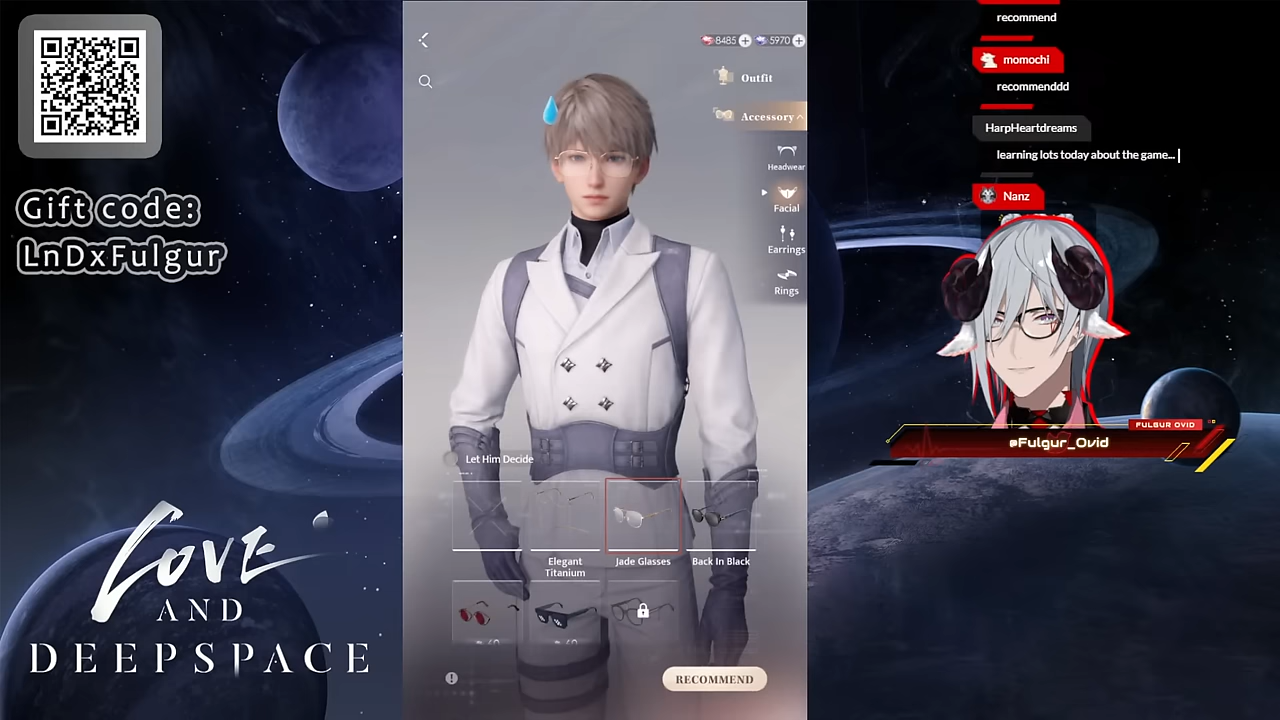 Gift code:
LnDxFulgur
LOVE
AND
DEEPSPACE
8485
5970
Outfit
Accessory
Headwear
Facial
Earrings
Rings
Let Him Decide
Elegant
Titanium
Jade Glasses
Back In Black
RECOMMEND
recommend
momochi
recommenddd
HarpHeartdreams
learning lots today about the game...
Nanz
FULGUR OVID
@Fulgur_Ovid